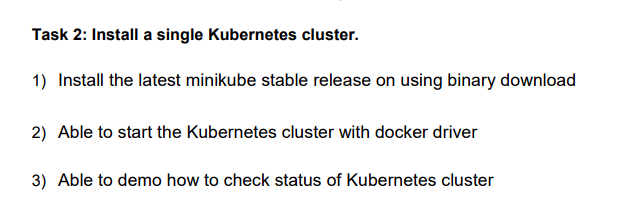 Task 2: Install a single Kubernetes cluster.
1) Install the latest minikube stable release on using binary download
2) Able to start the Kubernetes cluster with docker driver
3) Able to demo how to check status of Kubernetes cluster